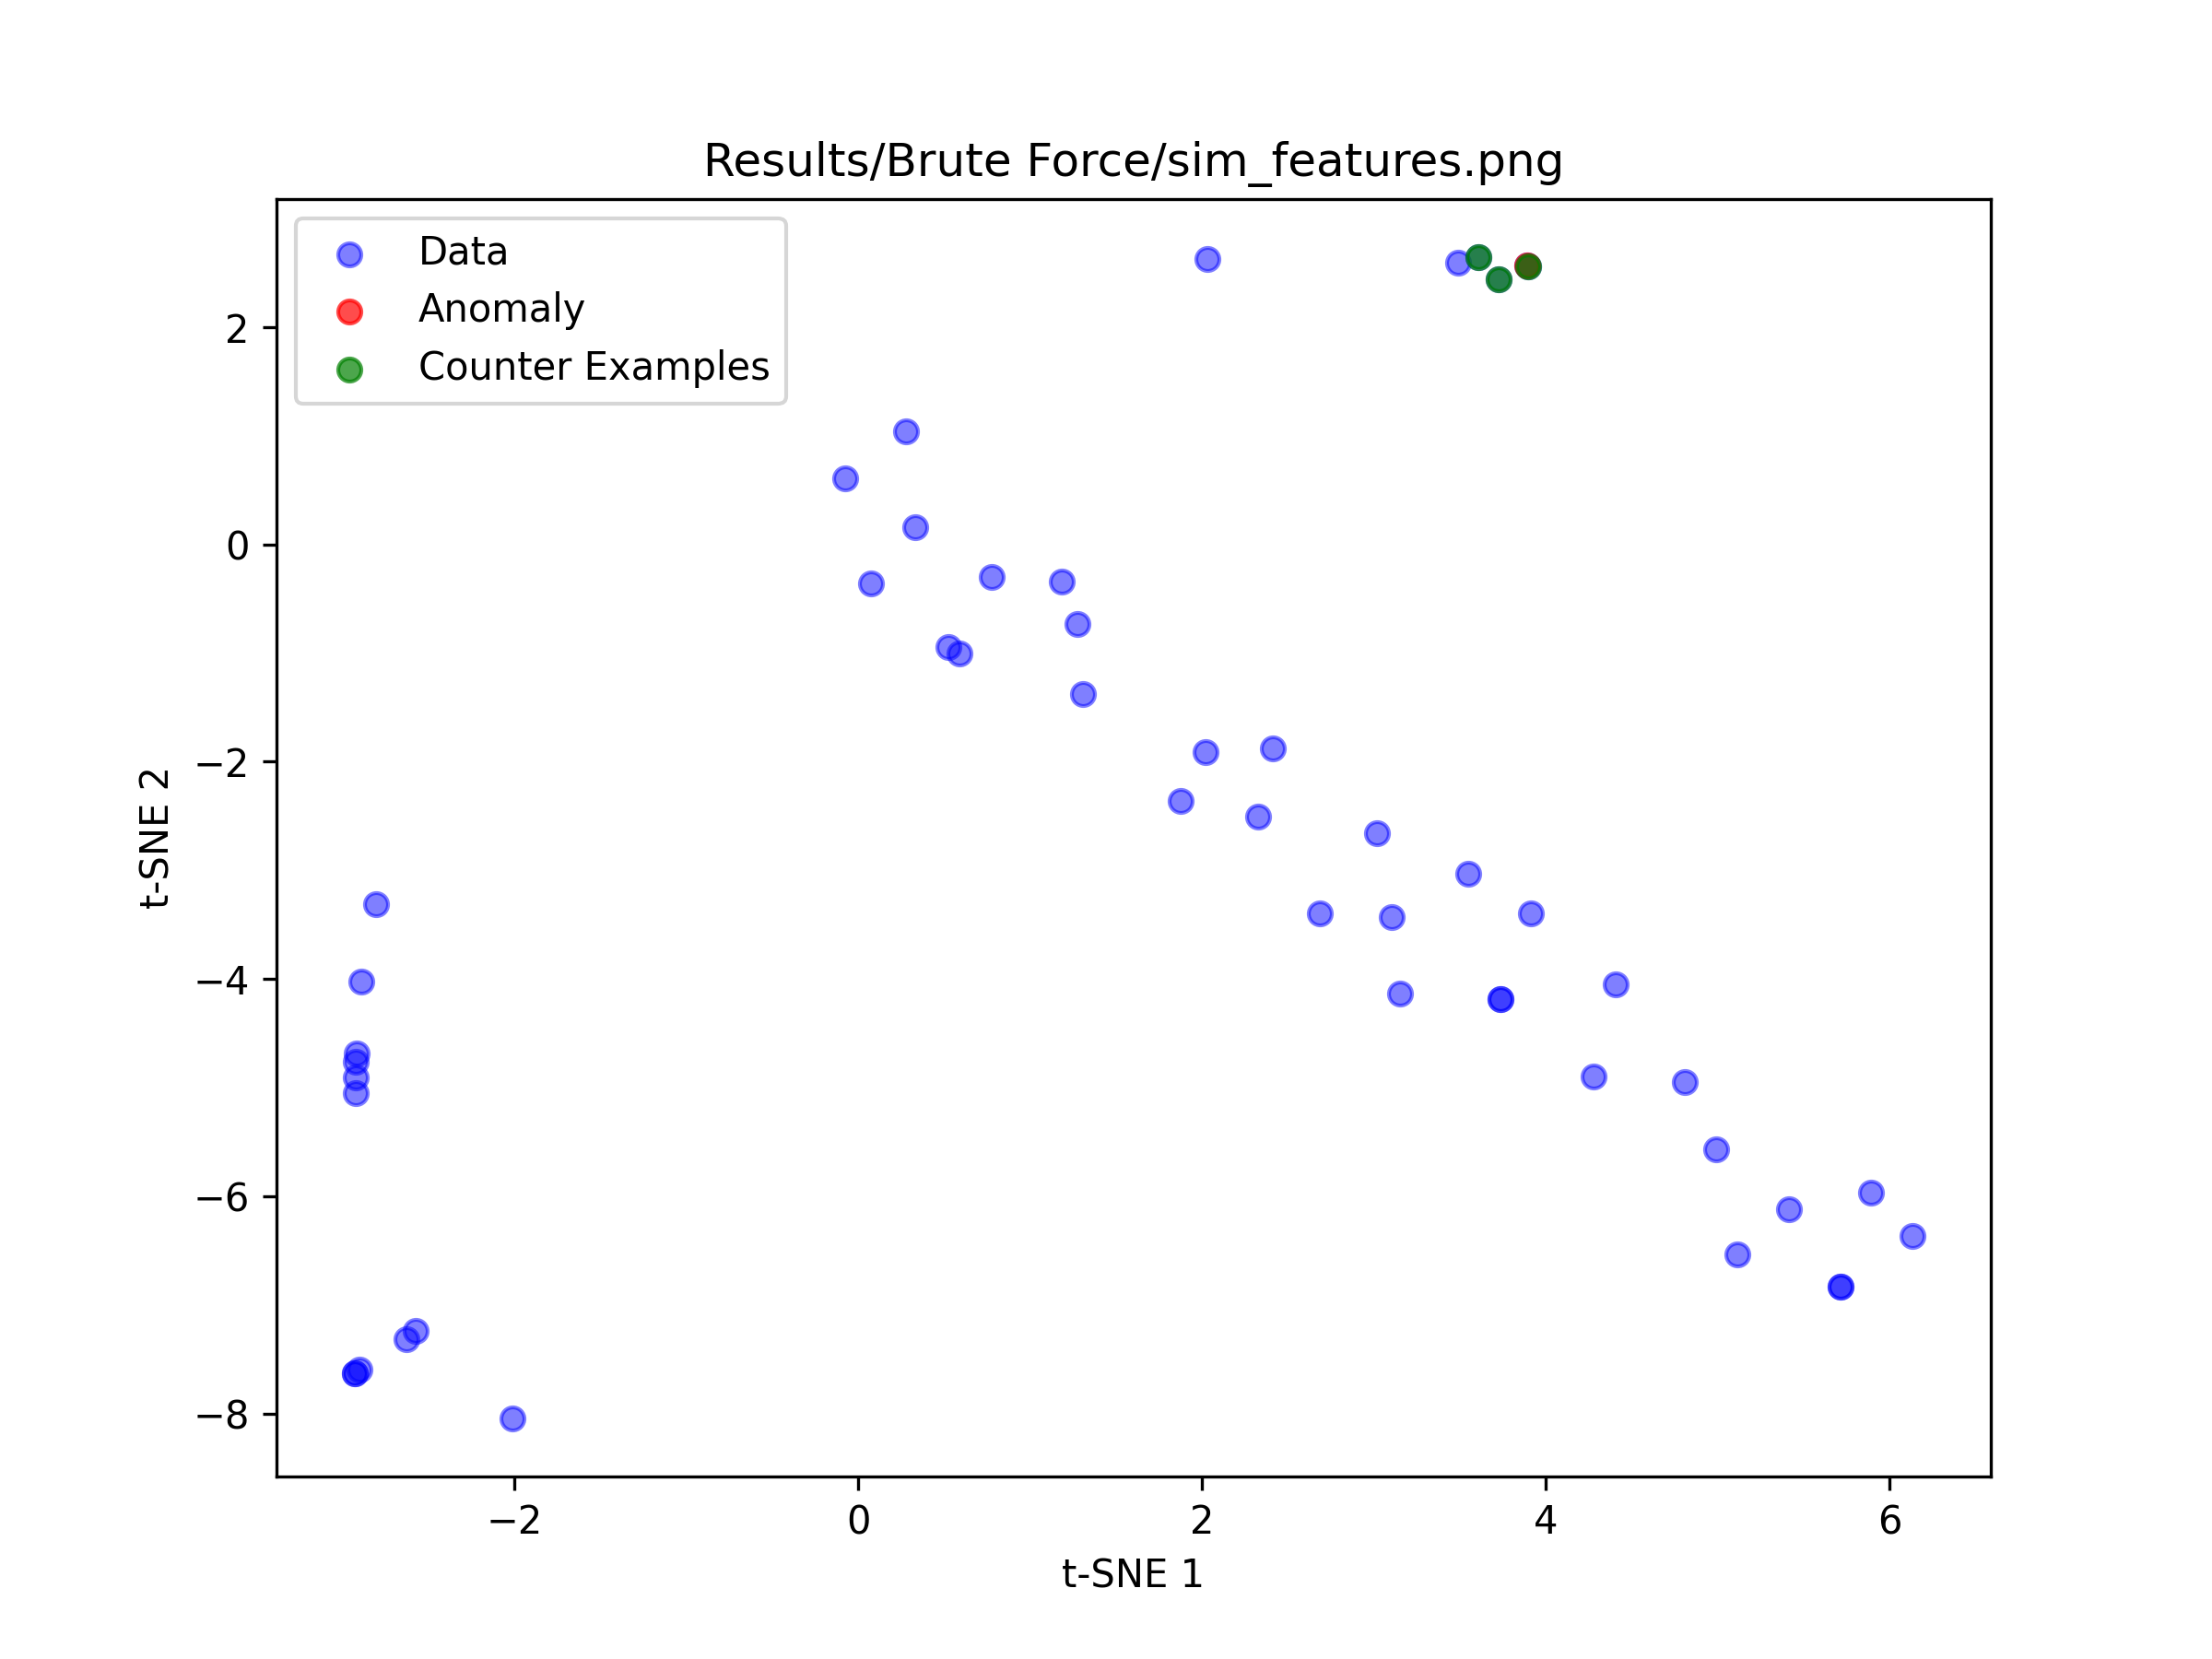 Results/Brute Force/sim_features.png
Data
Anomaly
Counter Examples
2
0
−2
−4
−6
−8
t-SNE 2
−2
0
2
4
6
t-SNE 1